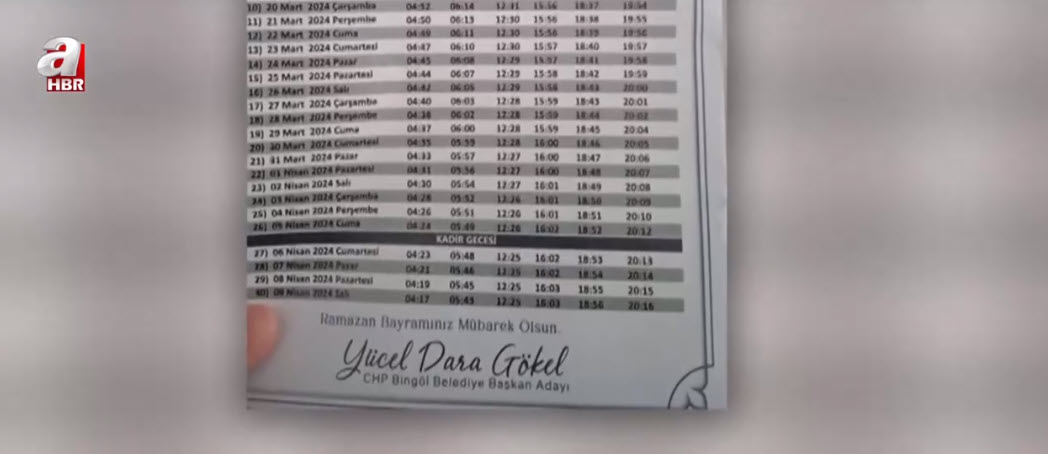 a
HBR
10) 20 Mart 2024 Çarşamba 04:52 06:14 12:31 15:56 18:37 19:54
11) 21 Mart 2024 Perşembe 04:50 06:13 12:30 15:56 18:38 19:55
12) 22 Mart 2024 Cuma 04:49 06:11 12:30 15:56 18:39 19:56
13) 23 Mart 2024 Cumartesi 04:47 06:10 12:30 15:57 18:40 19:57
14) 24 Mart 2024 Pazar 04:45 06:08 12:29 15:57 18:41 19:58
15) 25 Mart 2024 Pazartesi 04:44 06:07 12:29 15:58 18:42 19:59
16) 26 Mart 2024 Salı 04:42 06:05 12:29 15:58 18:43 20:00
17) 27 Mart 2024 Çarşambe 04:40 06:03 12:28 15:59 18:43 20:01
18) 28 Mart 2024 Perşembe 04:38 06:02 12:28 15:59 18:44 20:02
19) 29 Mart 2024 Cuma 04:37 06:00 12:28 15:59 18:45 20:04
20) 30 Mart 2024 Cumartesi 04:35 05:59 12:28 16:00 18:46 20:05
21) 31 Mart 2024 Pazar 04:33 05:57 12:27 16:00 18:47 20:06
22) 01 Nisan 2024 Pazartesi 04:31 05:56 12:27 16:00 18:48 20:07
23) 02 Nisan 2024 Salı 04:30 05:54 12:27 16:01 18:49 20:08
24) 03 Nisan 2024 Çarşamba 04:28 05:52 12:26 16:01 18:50 20:09
25) 04 Nisan 2024 Perşembe 04:26 05:51 12:26 16:01 18:51 20:10
26) 05 Nisan 2024 Cuma 04:24 05:49 12:26 16:02 18:52 20:12
KADİR GECESİ
27) 06 Nisan 2024 Cumartesi 04:23 05:48 12:25 16:02 18:53 20:13
28) 07 Nisan 2024 Pazar 04:21 05:46 12:25 16:02 18:54 20:14
29) 08 Nisan 2024 Pazartesi 04:19 05:45 12:25 16:03 18:55 20:15
30) 09 Nisan 2024 Salı 04:17 05:43 12:25 16:03 18:56 20:16
Ramazan Bayramınız Mübarek Olsun.
Yücel Dara Gökel
CHP Bingöl Belediye Başkan Adayı